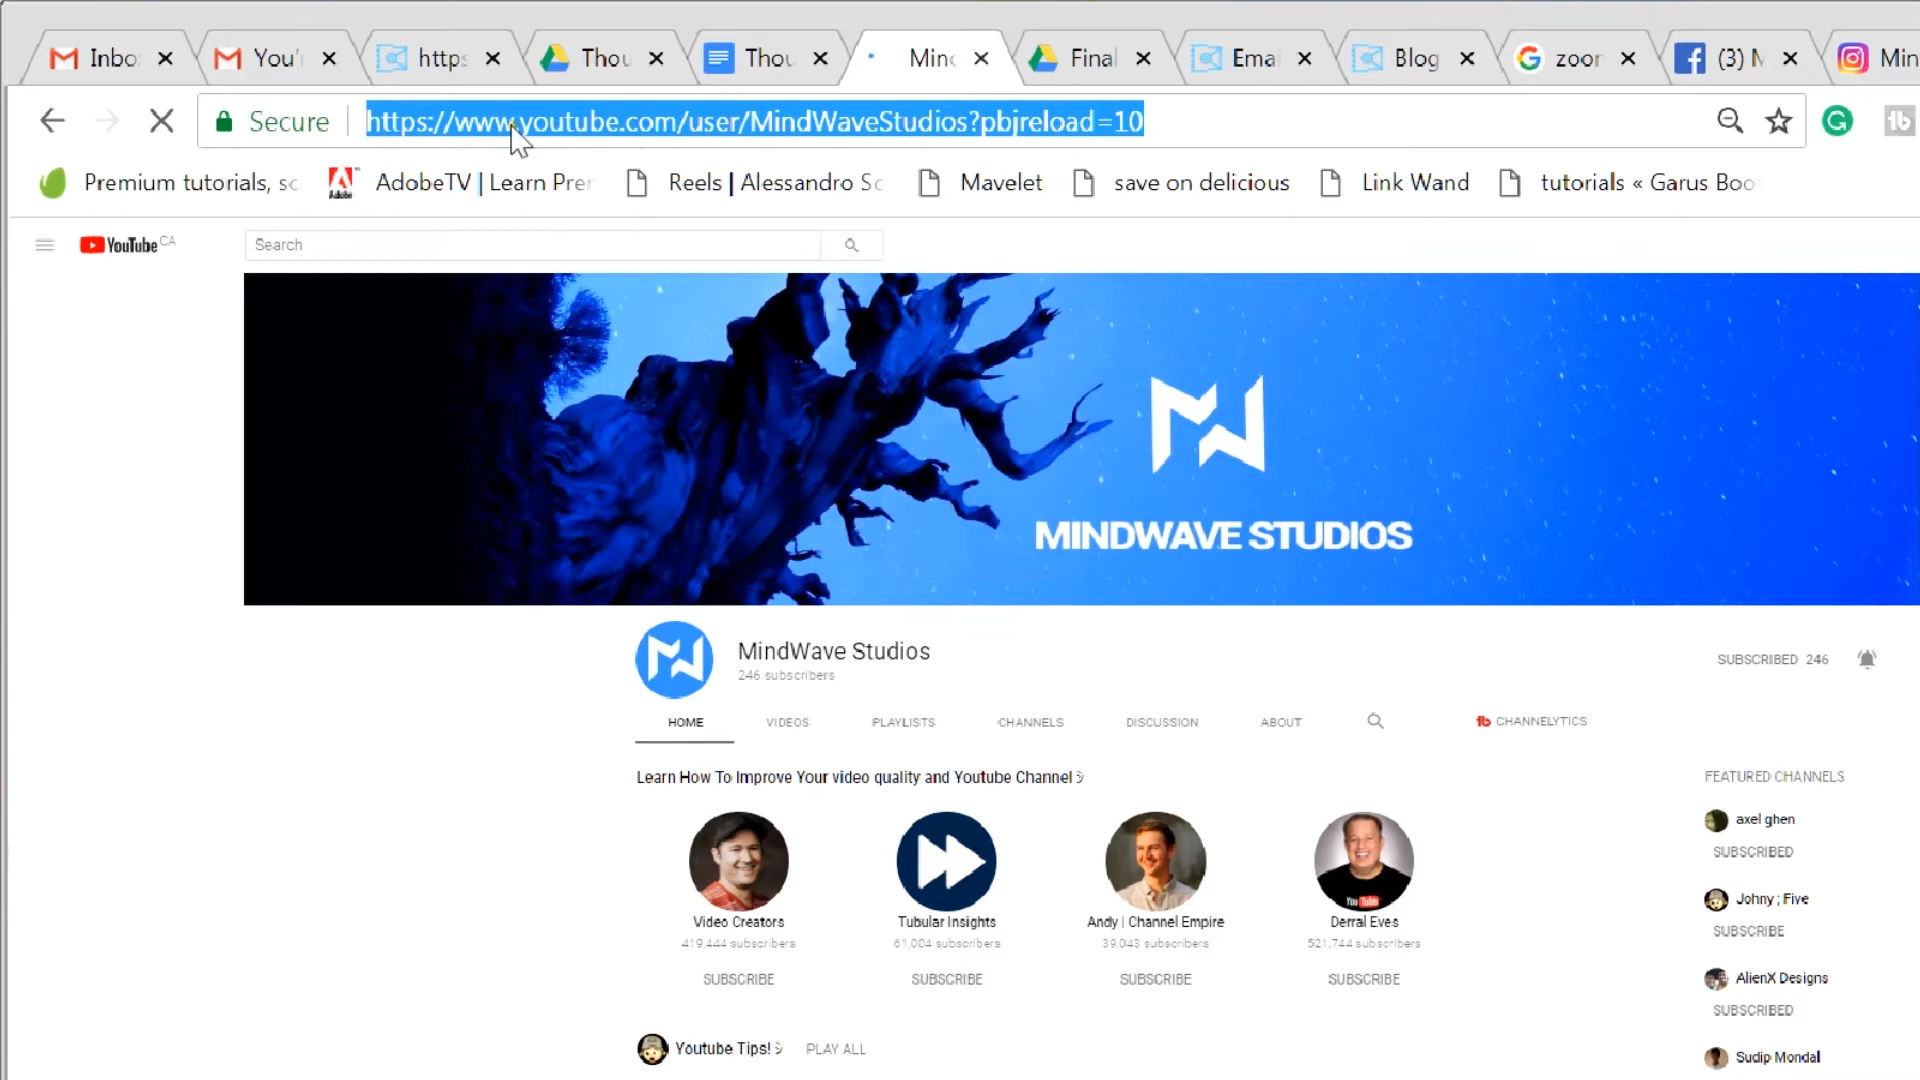 Inbo You' https Thou Thou Mind Final Emai Blog zoon (3) M Min
Secure https://www.youtube.com/user/MindWaveStudios?pbjreload=10
Premium tutorials, sc AdobeTV | Learn Prer Reels | Alessandro Sc Mavelet save on delicious Link Wand tutorials « Garus Boo
YouTube CA Search
MINDWAVE STUDIOS
MindWave Studios
246 subscribers
SUBSCRIBED 246
HOME VIDEOS PLAYLISTS CHANNELS DISCUSSION ABOUT CHANNELYTICS
Learn How To Improve Your video quality and Youtube Channel
Video Creators
419,444 subscribers
SUBSCRIBE
Tubular Insights
61,004 subscribers
SUBSCRIBE
Andy | Channel Empire
39,043 subscribers
SUBSCRIBE
You Tube
Derral Eves
521,744 subscribers
SUBSCRIBE
Youtube Tips! PLAY ALL
FEATURED CHANNELS
axel ghen
SUBSCRIBED
Johny ; Five
SUBSCRIBE
AlienX Designs
SUBSCRIBED
Sudip Mondal